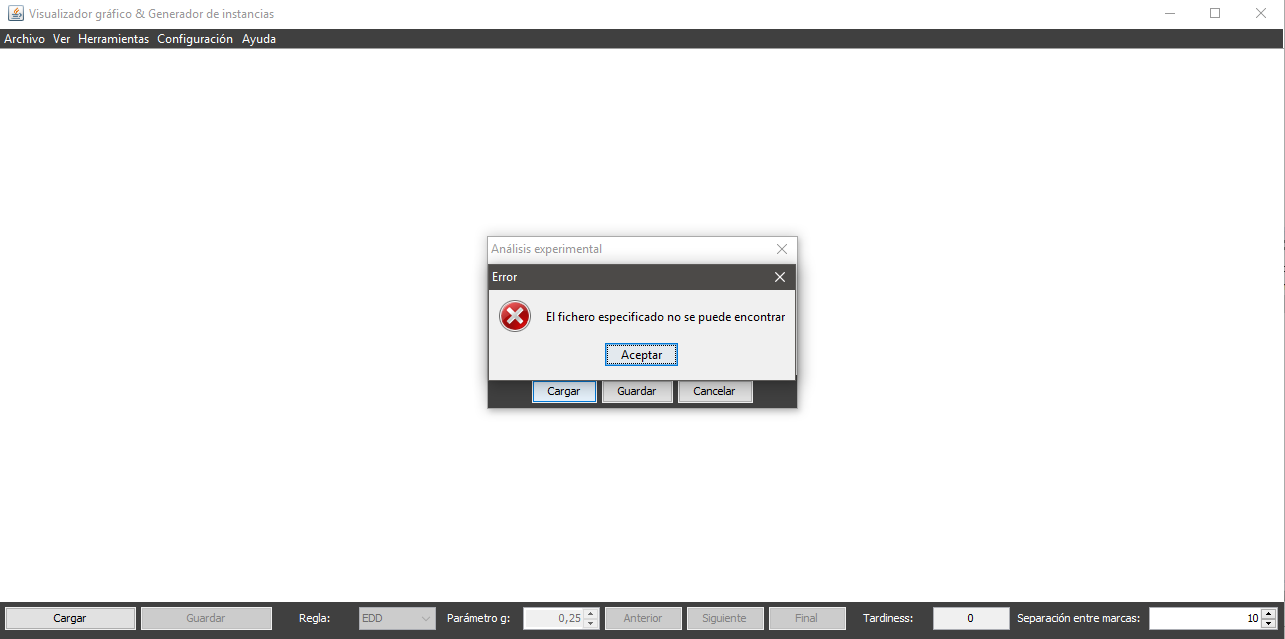 Visualizador gráfico & Generador de instancias
Archivo Ver Herramientas Configuración Ayuda
Análisis experimental
Error
El fichero especificado no se puede encontrar
Aceptar
Cargar Guardar Cancelar
Cargar Guardar Regla: EDD Parámetro g: 0,25 Anterior Siguiente Final Tardiness: 0 Separación entre marcas: 10